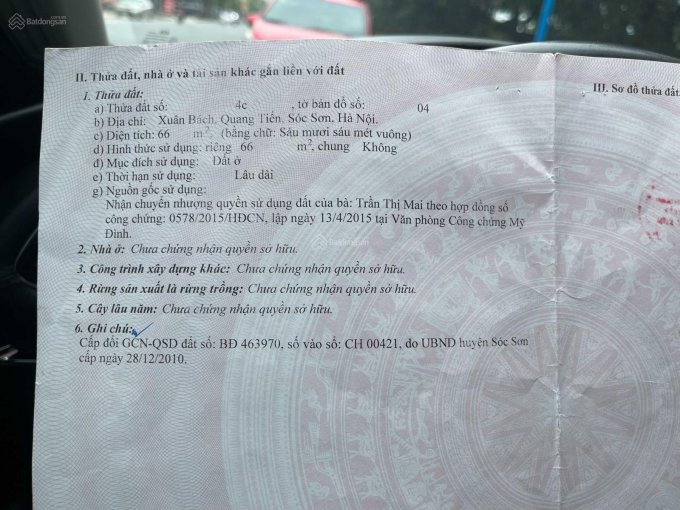 Batdongsan
II. Thửa đất, nhà ở và tài sản khác gắn liền với đất
III. Sơ đồ thửa đất
1. Thửa đất:
a) Thửa đất số: 4c , tờ bản đồ số: 04
b) Địa chỉ: Xuân Bách, Quang Tiến, Sóc Sơn, Hà Nội.
c) Diện tích: 66 m², (bằng chữ: Sáu mươi sáu mét vuông)
d) Hình thức sử dụng: riêng 66 m², chung Không
đ) Mục đích sử dụng: Đất ở
e) Thời hạn sử dụng: Lâu dài
g) Nguồn gốc sử dụng:
Nhận chuyển nhượng quyền sử dụng đất của bà: Trần Thị Mai theo hợp đồng số
công chứng: 0578/2015/HĐCN, lập ngày 13/4/2015 tại Văn phòng Công chứng Mỹ
Đình.
2. Nhà ở: Chưa chứng nhận quyền sở hữu.
3. Công trình xây dựng khác: Chưa chứng nhận quyền sở hữu.
4. Rừng sản xuất là rừng trồng: Chưa chứng nhận quyền sở hữu.
5. Cây lâu năm: Chưa chứng nhận quyền sở hữu.
6. Ghi chú:
Cấp đổi GCN-QSD đất số: BĐ 463970, số vào sổ: CH 00421, do UBND huyện Sóc Sơn
cấp ngày 28/12/2010.
Batdongsan
Batdongsan